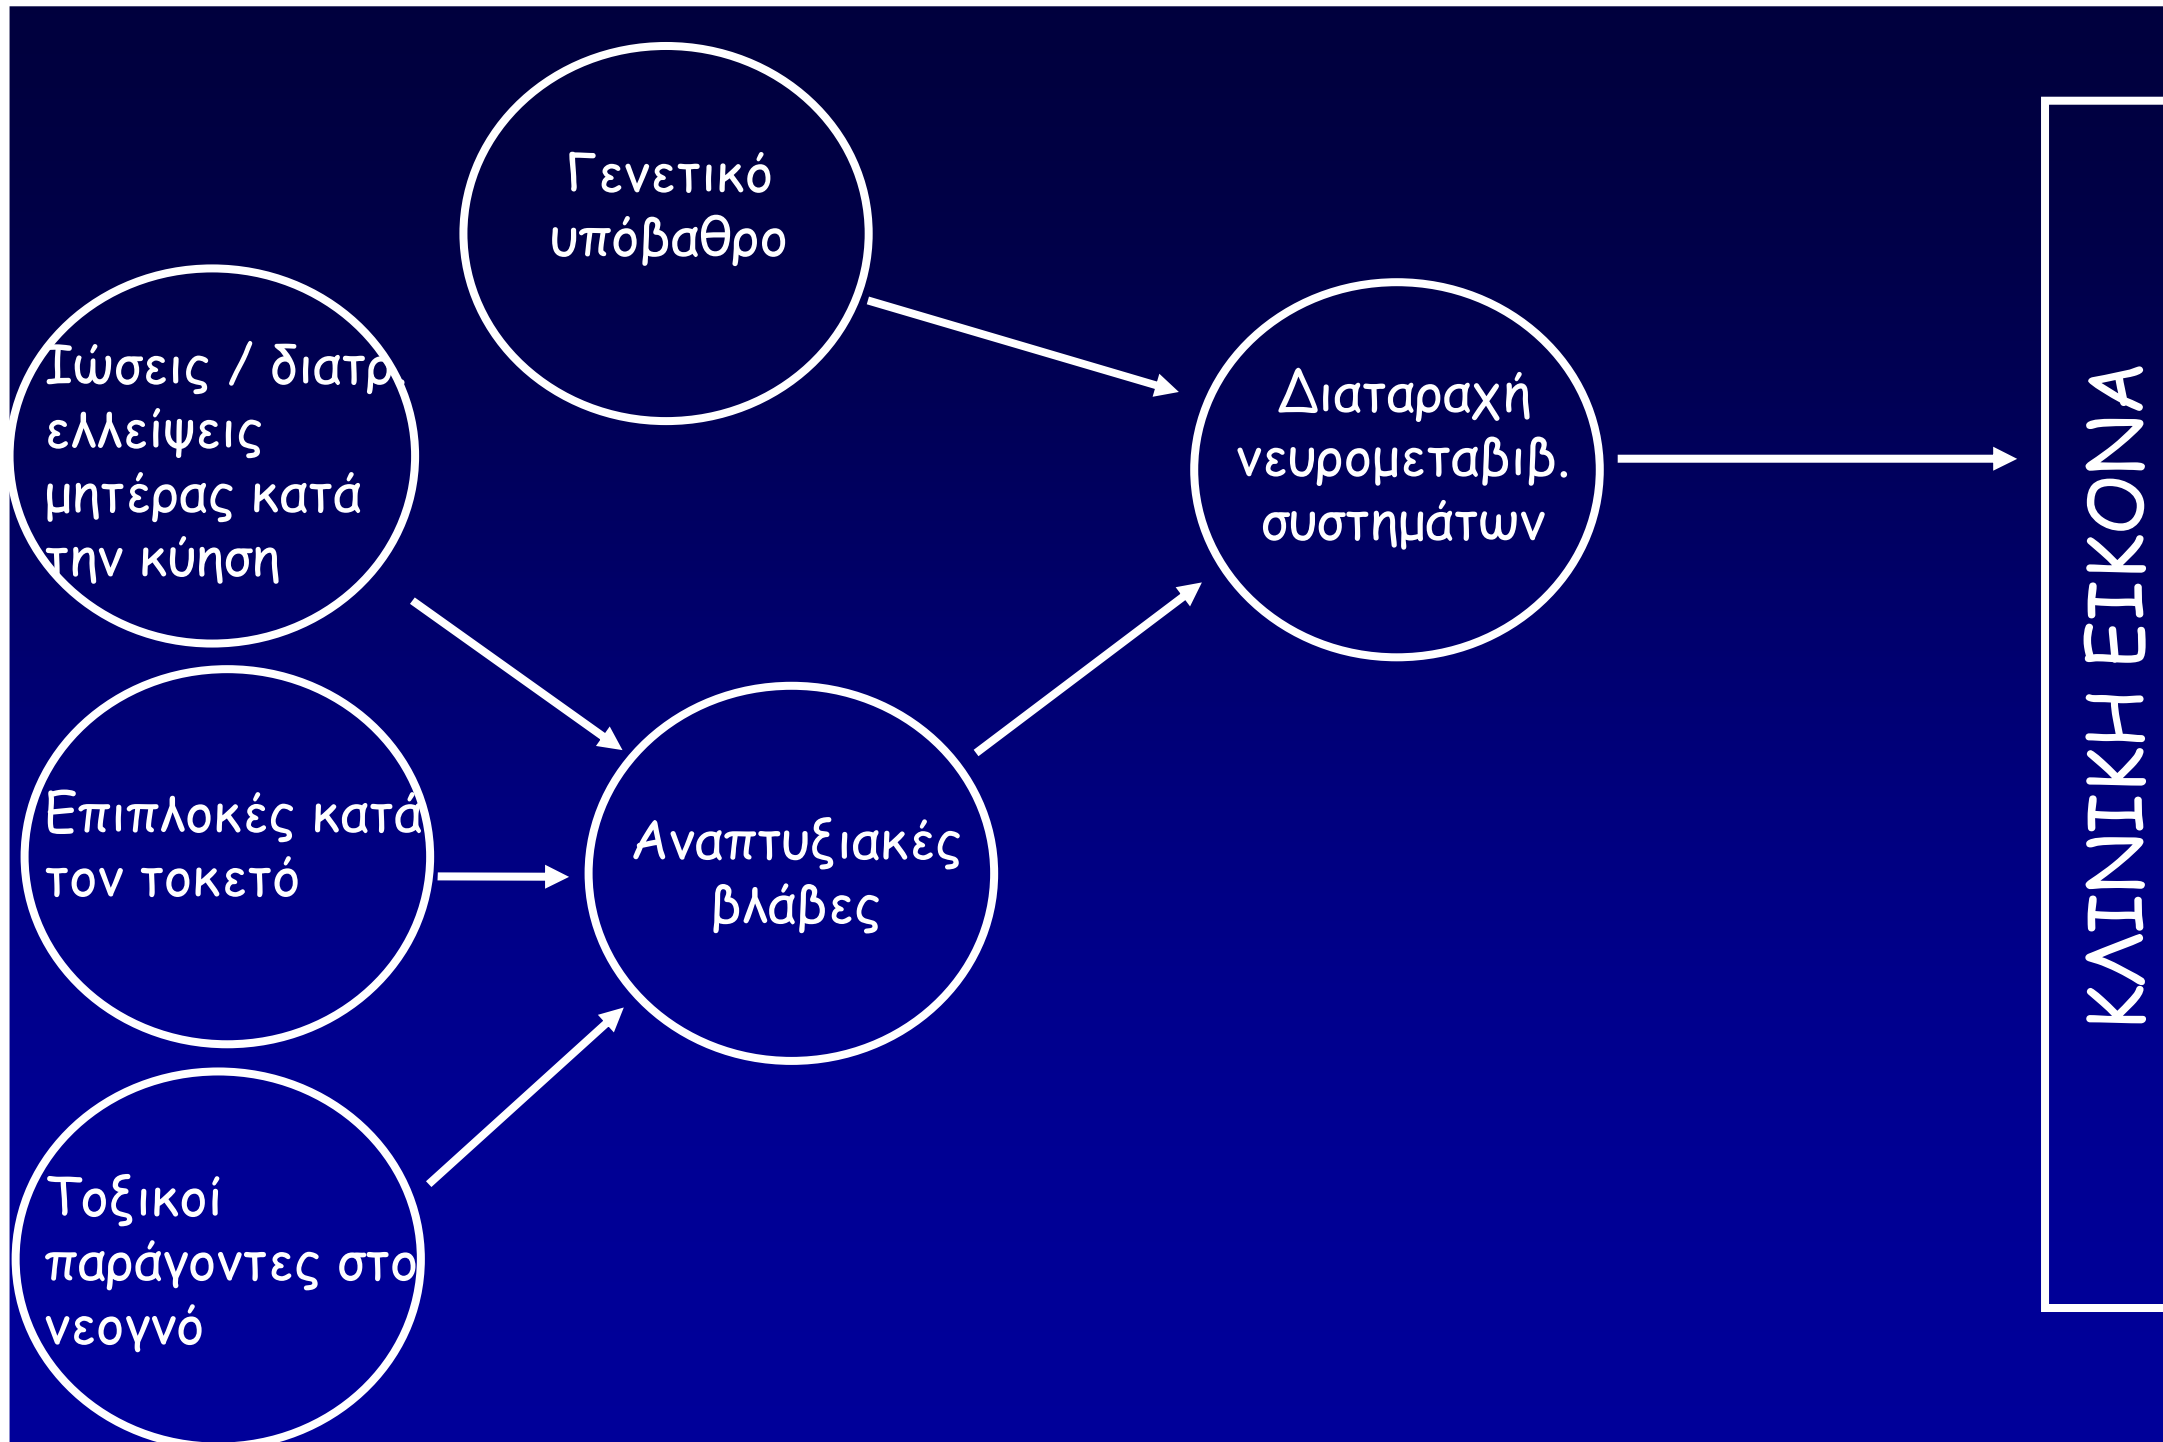 Γενετικό
υπόβαθρο
Ιώσεις / διατρ.
ελλείψεις
μητέρας κατά
την κύηση
Διαταραχή
νευρομεταβιβ.
συστημάτων
Επιπλοκές κατά
τον τοκετό
Αναπτυξιακές
βλάβες
Τοξικοί
παράγοντες στο
νεογνό
ΚΛΙΝΙΚΗ ΕΙΚΟΝΑ